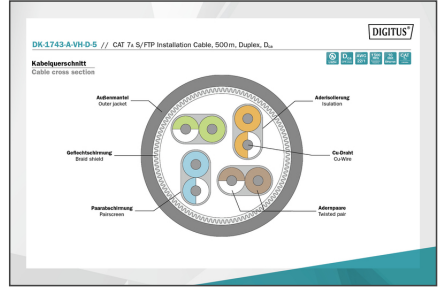 DIGITUS®
DK-1743-A-VH-D-5 // CAT 7A S/FTP Installation Cable, 500m, Duplex, Dca
Kabelquerschnitt
Cable cross section
Außenmantel
Outer jacket
Aderisolierung
Isolation
Geflechtschirmung
Braid shield
Cu-Draht
Cu-Wire
Paarabschirmung
Pairscreen
Adernpaare
Twisted pair